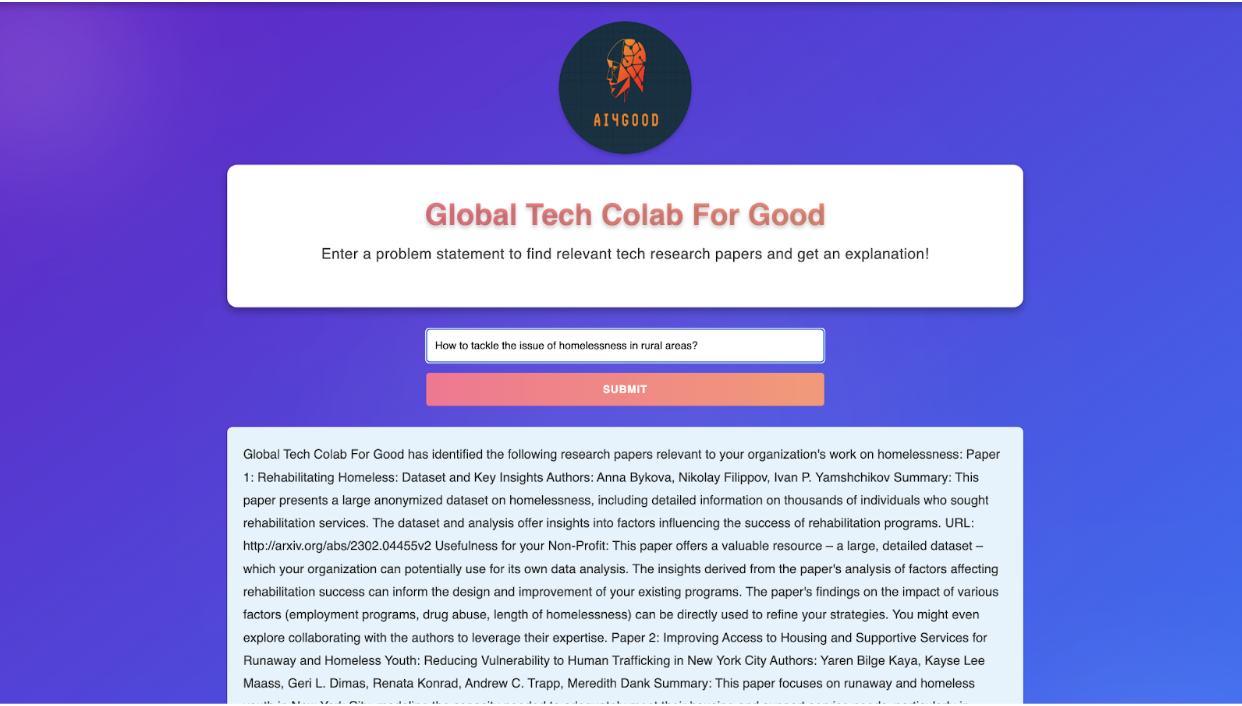 AI4GOOD
Global Tech Colab For Good
Enter a problem statement to find relevant tech research papers and get an explanation!
How to tackle the issue of homelessness in rural areas?
SUBMIT
Global Tech Colab For Good has identified the following research papers relevant to your organization's work on homelessness: Paper
1: Rehabilitating Homeless: Dataset and Key Insights Authors: Anna Bykova, Nikolay Filippov, Ivan P. Yamshchikov Summary: This
paper presents a large anonymized dataset on homelessness, including detailed information on thousands of individuals who sought
rehabilitation services. The dataset and analysis offer insights into factors influencing the success of rehabilitation programs. URL:
http://arxiv.org/abs/2302.04455v2 Usefulness for your Non-Profit: This paper offers a valuable resource – a large, detailed dataset –
which your organization can potentially use for its own data analysis. The insights derived from the paper's analysis of factors affecting
rehabilitation success can inform the design and improvement of your existing programs. The paper's findings on the impact of various
factors (employment programs, drug abuse, length of homelessness) can be directly used to refine your strategies. You might even
explore collaborating with the authors to leverage their expertise. Paper 2: Improving Access to Housing and Supportive Services for
Runaway and Homeless Youth: Reducing Vulnerability to Human Trafficking in New York City Authors: Yaren Bilge Kaya, Kayse Lee
Maass, Geri L. Dimas, Renata Konrad, Andrew C. Trapp, Meredith Dank Summary: This paper focuses on runaway and homeless